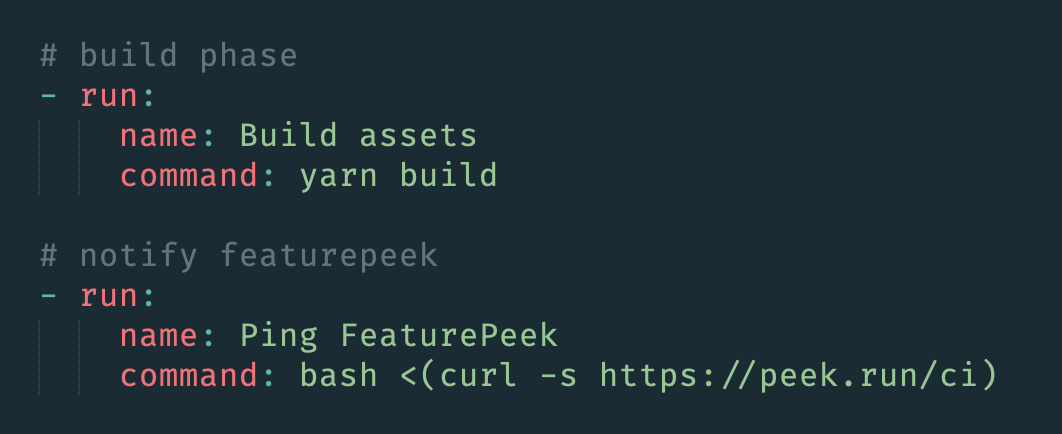 # build phase
- run:
name: Build assets
command: yarn build
# notify featurepeek
- run:
name: Ping FeaturePeek
command: bash <(curl -s https://peek.run/ci)